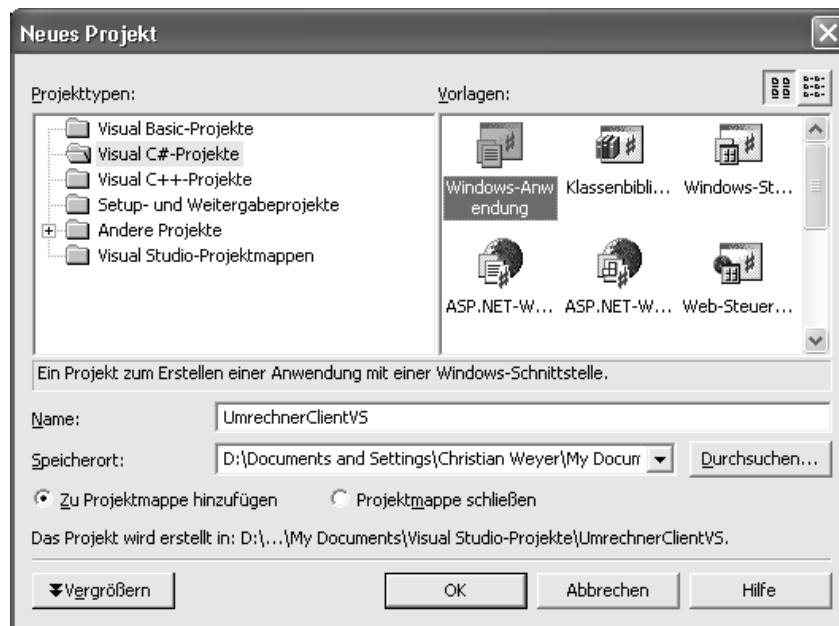 Neues Projekt
Projekttypen:
Vorlagen:
Visual Basic-Projekte
Visual C#-Projekte
Visual C++-Projekte
Setup- und Weitergabeprojekte
Andere Projekte
Visual Studio-Projektmappen
Windows-Anw
endung
Klassenbibli...
Windows-St...
ASP.NET-W...
ASP.NET-W...
Web-Steuer...
Ein Projekt zum Erstellen einer Anwendung mit einer Windows-Schnittstelle.
Name:
UmrechnerClientVS
Speicherort:
D:\Documents and Settings\Christian Weyer\My Docum
Durchsuchen...
Zu Projektmappe hinzufügen
Projektmappe schließen
Das Projekt wird erstellt in: D:\...\My Documents\Visual Studio-Projekte\UmrechnerClientVS.
Vergrößern
OK
Abbrechen
Hilfe